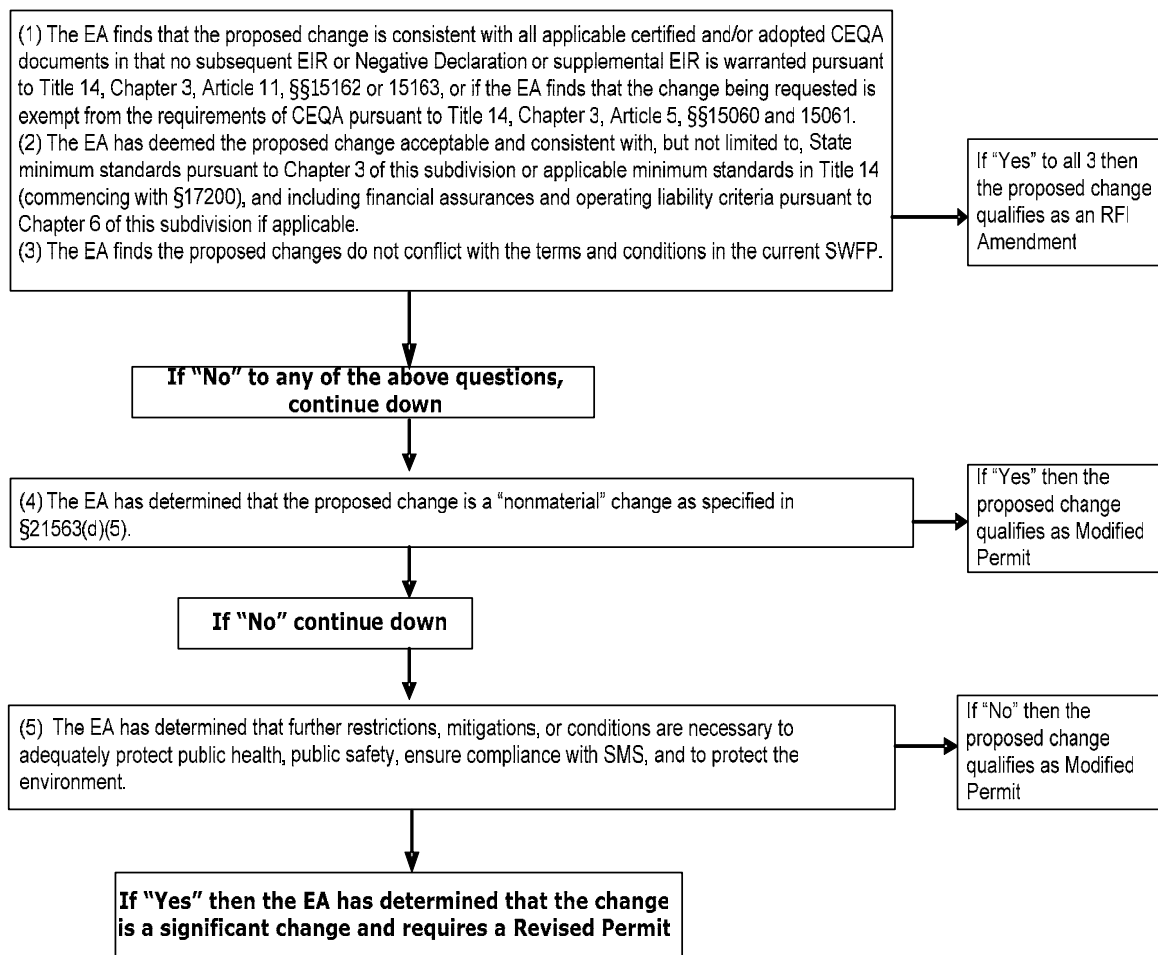 (1) The EA finds that the proposed change is consistent with all applicable certified and/or adopted CEQA
documents in that no subsequent EIR or Negative Declaration or supplemental EIR is warranted pursuant
to Title 14, Chapter 3, Article 11, §§15162 or 15163, or if the EA finds that the change being requested is
exempt from the requirements of CEQA pursuant to Title 14, Chapter 3, Article 5, §§15060 and 15061.
(2) The EA has deemed the proposed change acceptable and consistent with, but not limited to, State
minimum standards pursuant to Chapter 3 of this subdivision or applicable minimum standards in Title 14
(commencing with §17200), and including financial assurances and operating liability criteria pursuant to
Chapter 6 of this subdivision if applicable.
(3) The EA finds the proposed changes do not conflict with the terms and conditions in the current SWFP.
If “Yes” to all 3 then
the proposed change
qualifies as an RFI
Amendment
If “No” to any of the above questions,
continue down
(4) The EA has determined that the proposed change is a “nonmaterial” change as specified in
§21563(d)(5).
If “Yes” then the
proposed change
qualifies as Modified
Permit
If “No” continue down
(5) The EA has determined that further restrictions, mitigations, or conditions are necessary to
adequately protect public health, public safety, ensure compliance with SMS, and to protect the
environment.
If “No” then the
proposed change
qualifies as Modified
Permit
If “Yes” then the EA has determined that the change
is a significant change and requires a Revised Permit